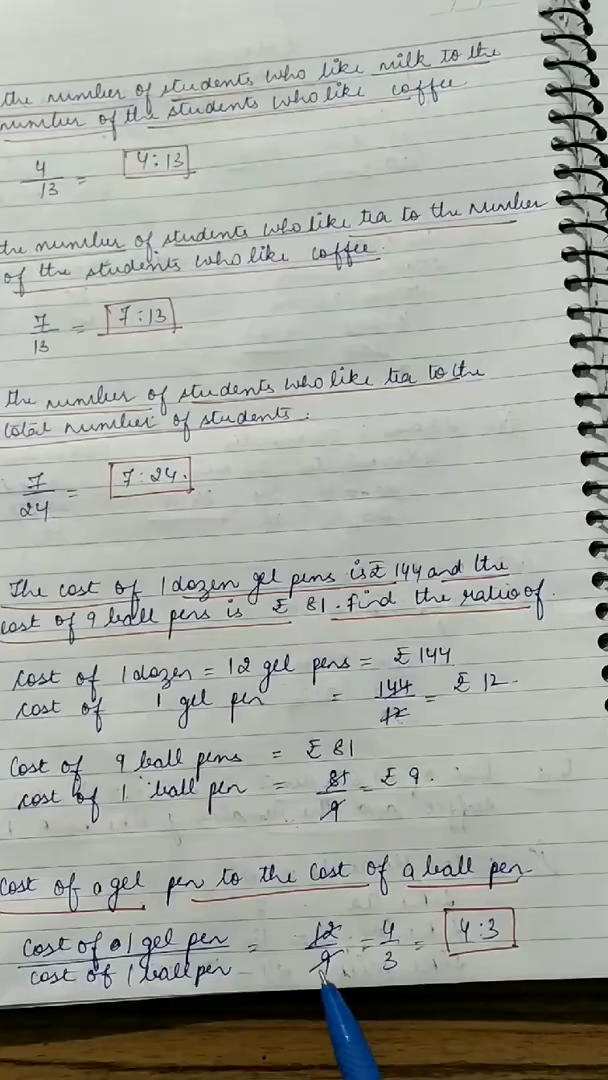 the number of students who like milk to the
number of the students who like coffee
4/13 = 4:13
the number of students who like tea to the number
of the students who like coffee.
7/13 = 7:13
the number of students who like tea to the
total number of students.
7/24 = 7:24.
The cost of 1 dozen gel pens is ₹ 144 and the
cost of 9 ball pens is ₹ 81. Find the ratio of.
Cost of 1 dozen = 12 gel pens = ₹ 144
Cost of 1 gel pen = 144/12 = ₹ 12.
Cost of 9 ball pens = ₹ 81
Cost of 1 ball pen = 81/9 = ₹ 9.
Cost of a gel pen to the cost of a ball pen
Cost of 1 gel pen/Cost of 1 ball pen = 12/9 = 4/3 = 4:3